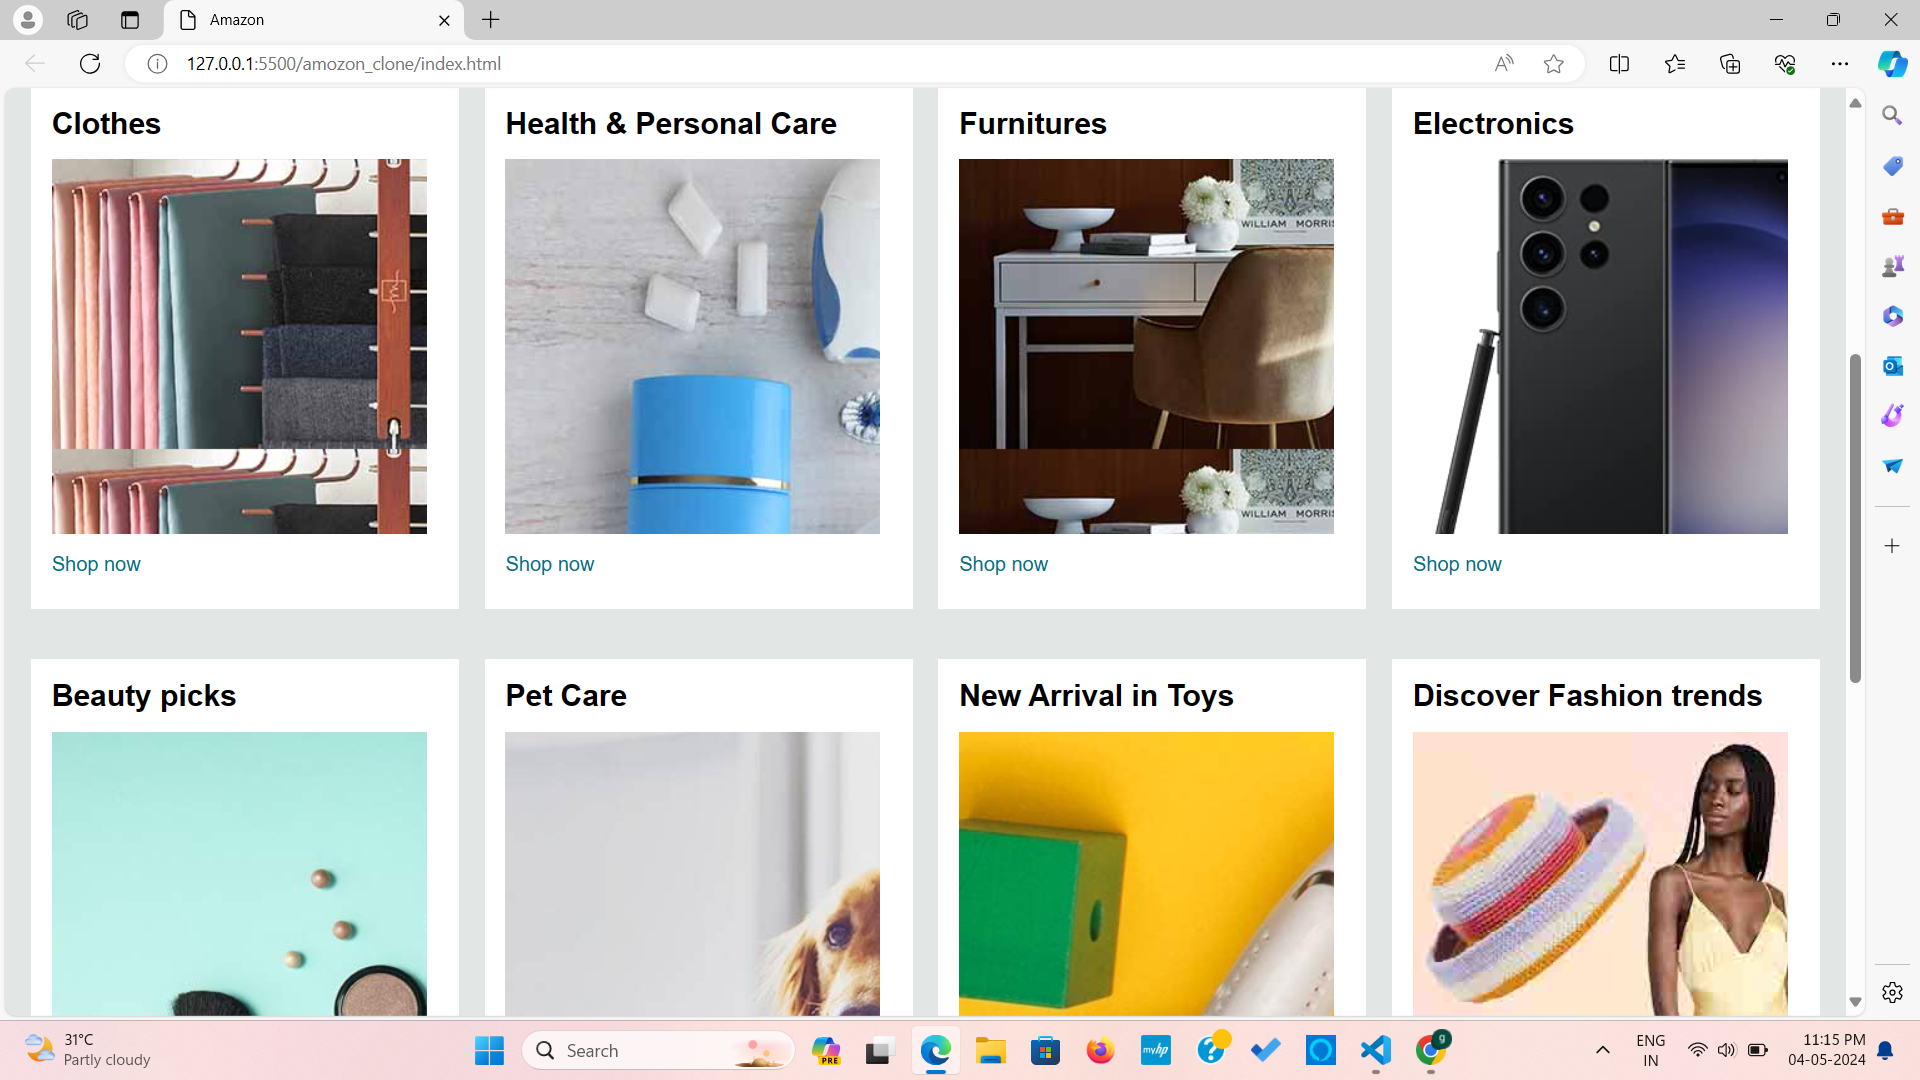 Amazon
127.0.0.1:5500/amozon_clone/index.html
Clothes
Health & Personal Care
Furnitures
Electronics
WILLIAM MORRIS
WILLIAM MORRIS
Shop now
Shop now
Shop now
Shop now
Beauty picks
Pet Care
New Arrival in Toys
Discover Fashion trends
31°C
Partly cloudy
Search
PRE
myhp
g
ENG
IN
11:15 PM
04-05-2024